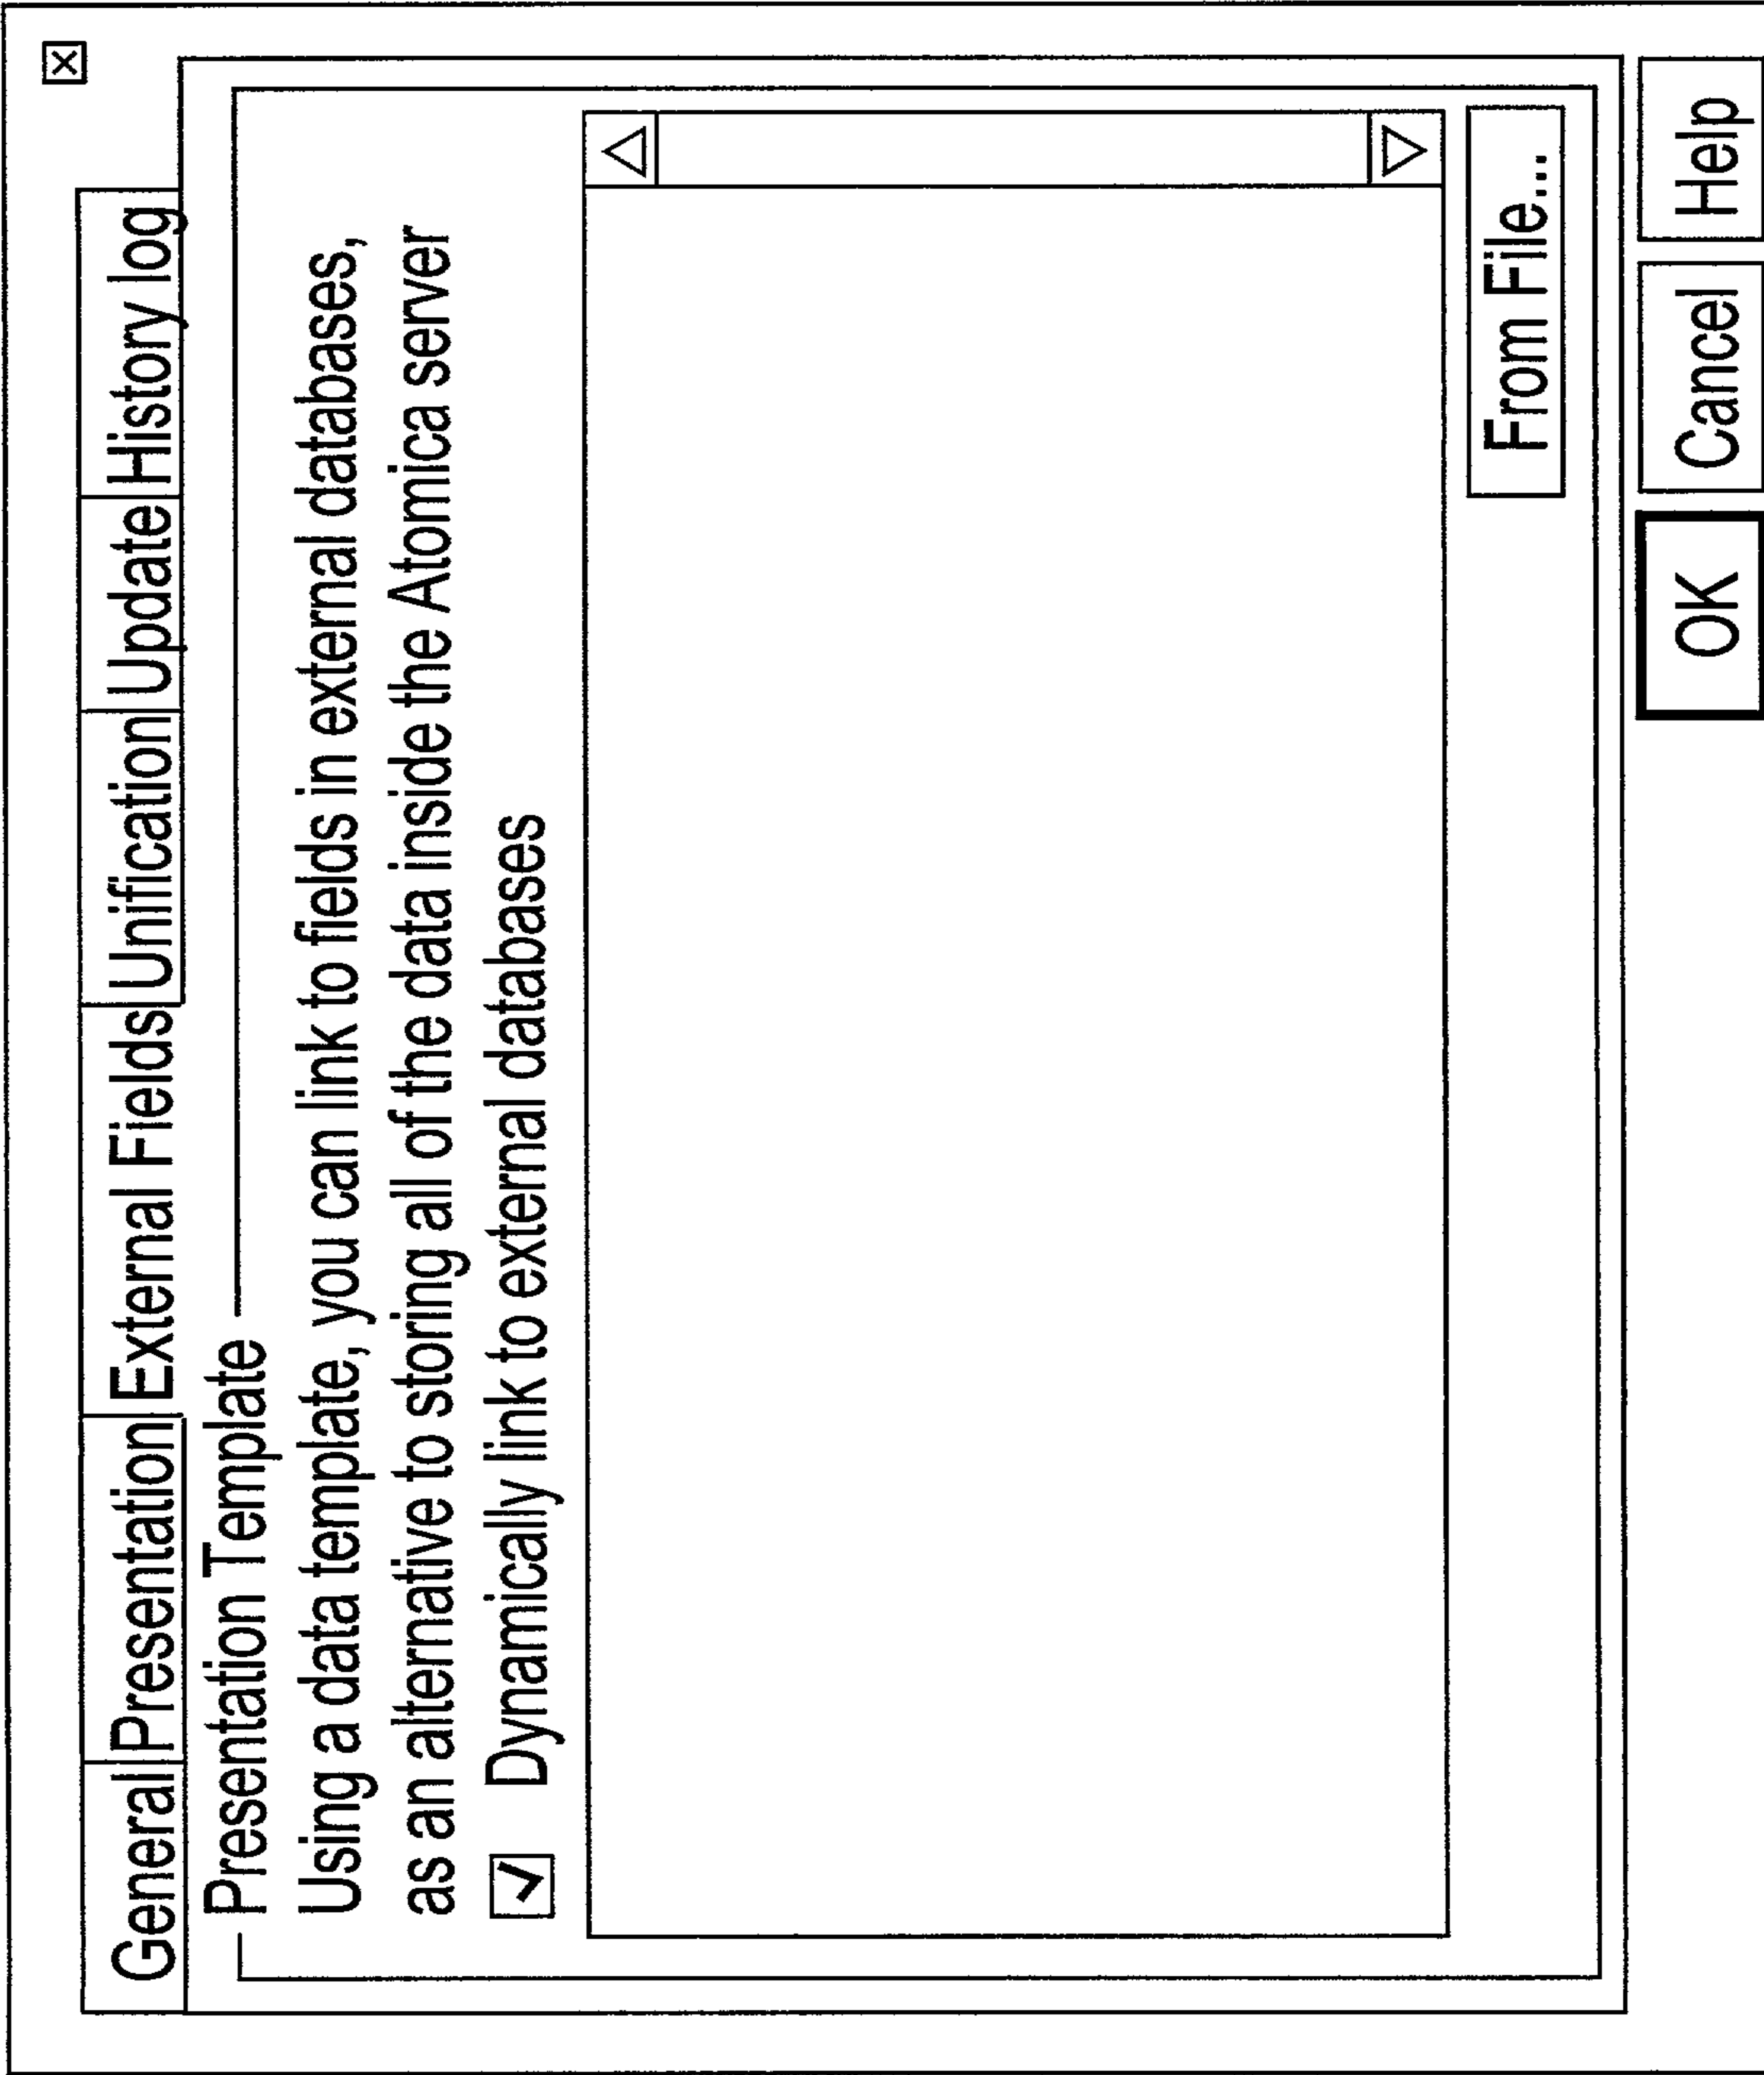 General Presentation External Fields Unification Update History log
Presentation Template
Using a data template, you can link to fields in external databases,
as an alternative to storing all of the data inside the Atomica server
Dynamically link to external databases
From File...
OK Cancel Help